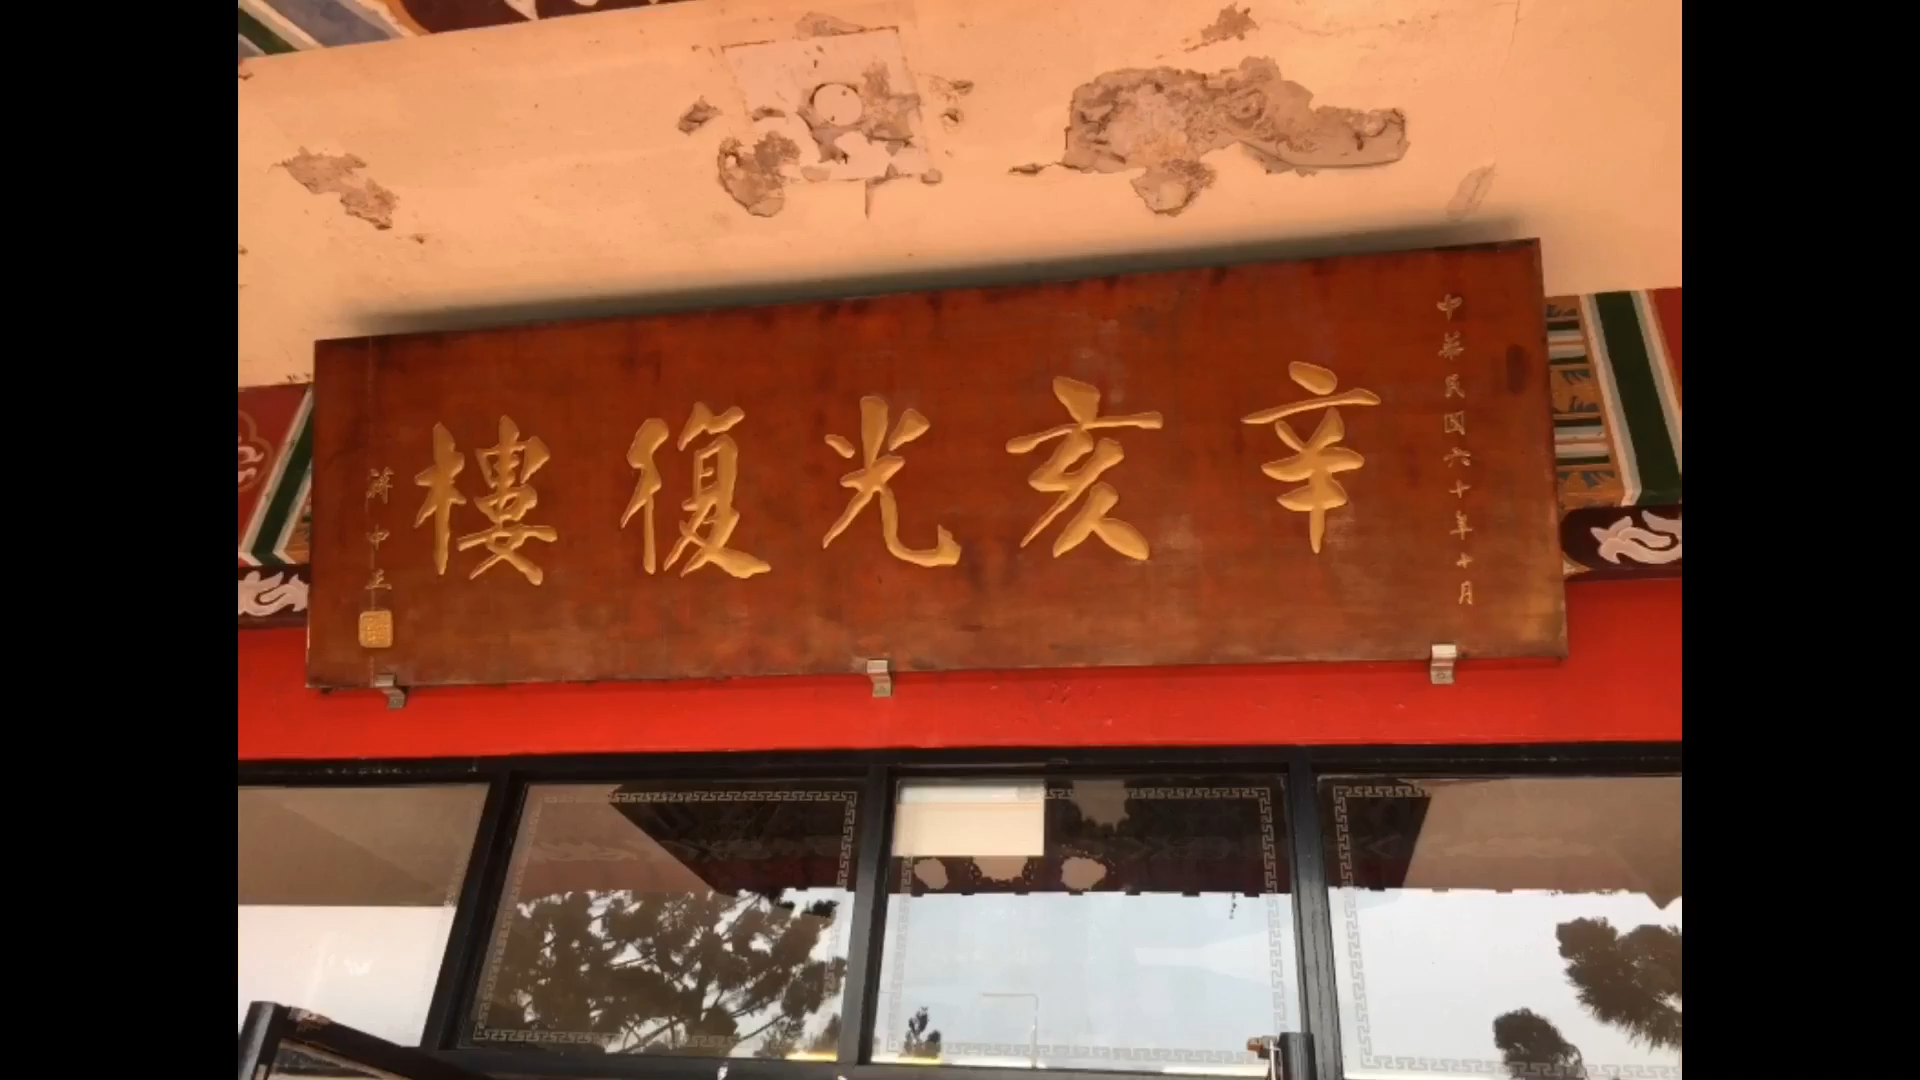 中華民國六十年十月
辛亥光復樓
蔣中正